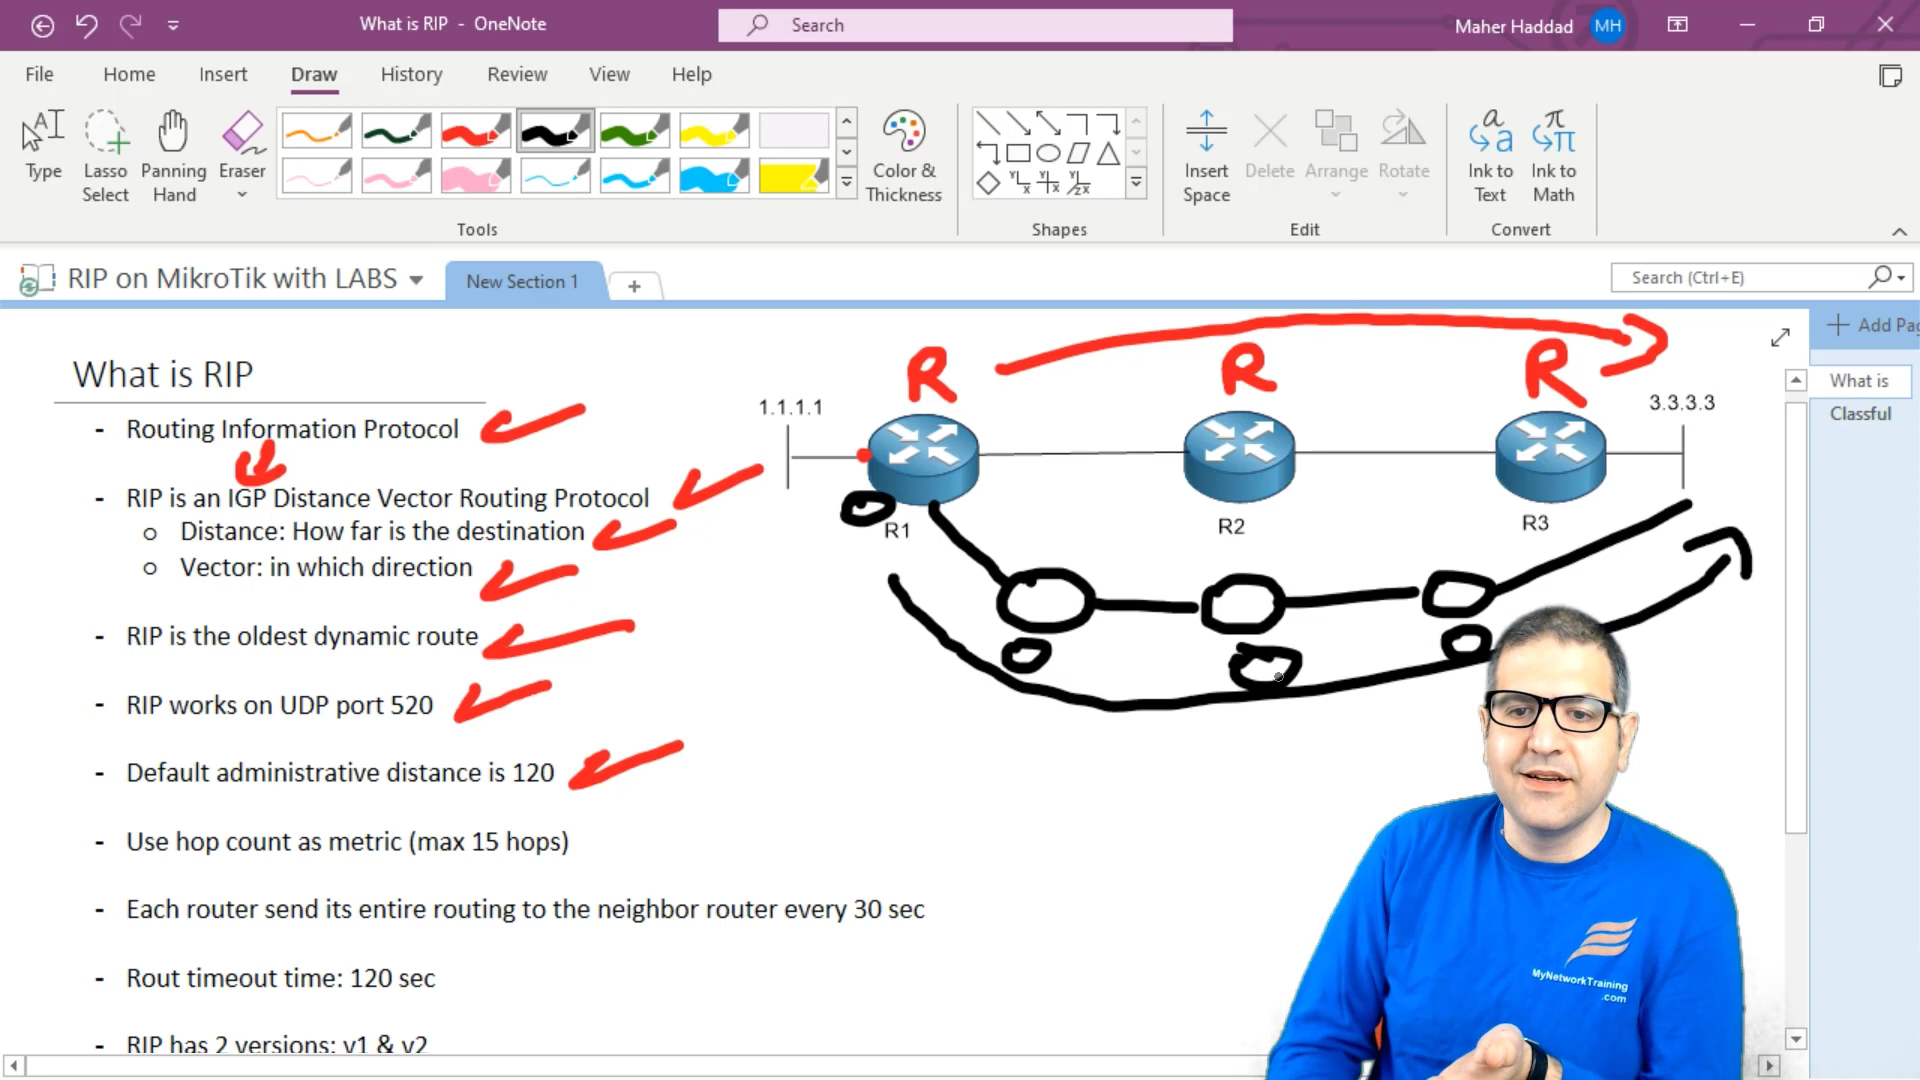 What is RIP - OneNote
Search
Maher Haddad
MH
File
Home
Insert
Draw
History
Review
View
Help
Type
Lasso
Select
Panning
Hand
Eraser
Color &
Thickness
Insert
Space
Delete
Arrange
Rotate
Ink to
Text
Ink to
Math
Tools
Shapes
Edit
Convert
RIP on MikroTik with LABS
New Section 1
Search (Ctrl+E)
Add Pag
What is
Classful
What is RIP
- Routing Information Protocol
- RIP is an IGP Distance Vector Routing Protocol
o Distance: How far is the destination
o Vector: in which direction
- RIP is the oldest dynamic route
- RIP works on UDP port 520
- Default administrative distance is 120
- Use hop count as metric (max 15 hops)
- Each router send its entire routing to the neighbor router every 30 sec
- Rout timeout time: 120 sec
- RIP has 2 versions: v1 & v2
R
R
R
1.1.1.1
3.3.3.3
R1
R2
R3
MyNetworkTraining
.com